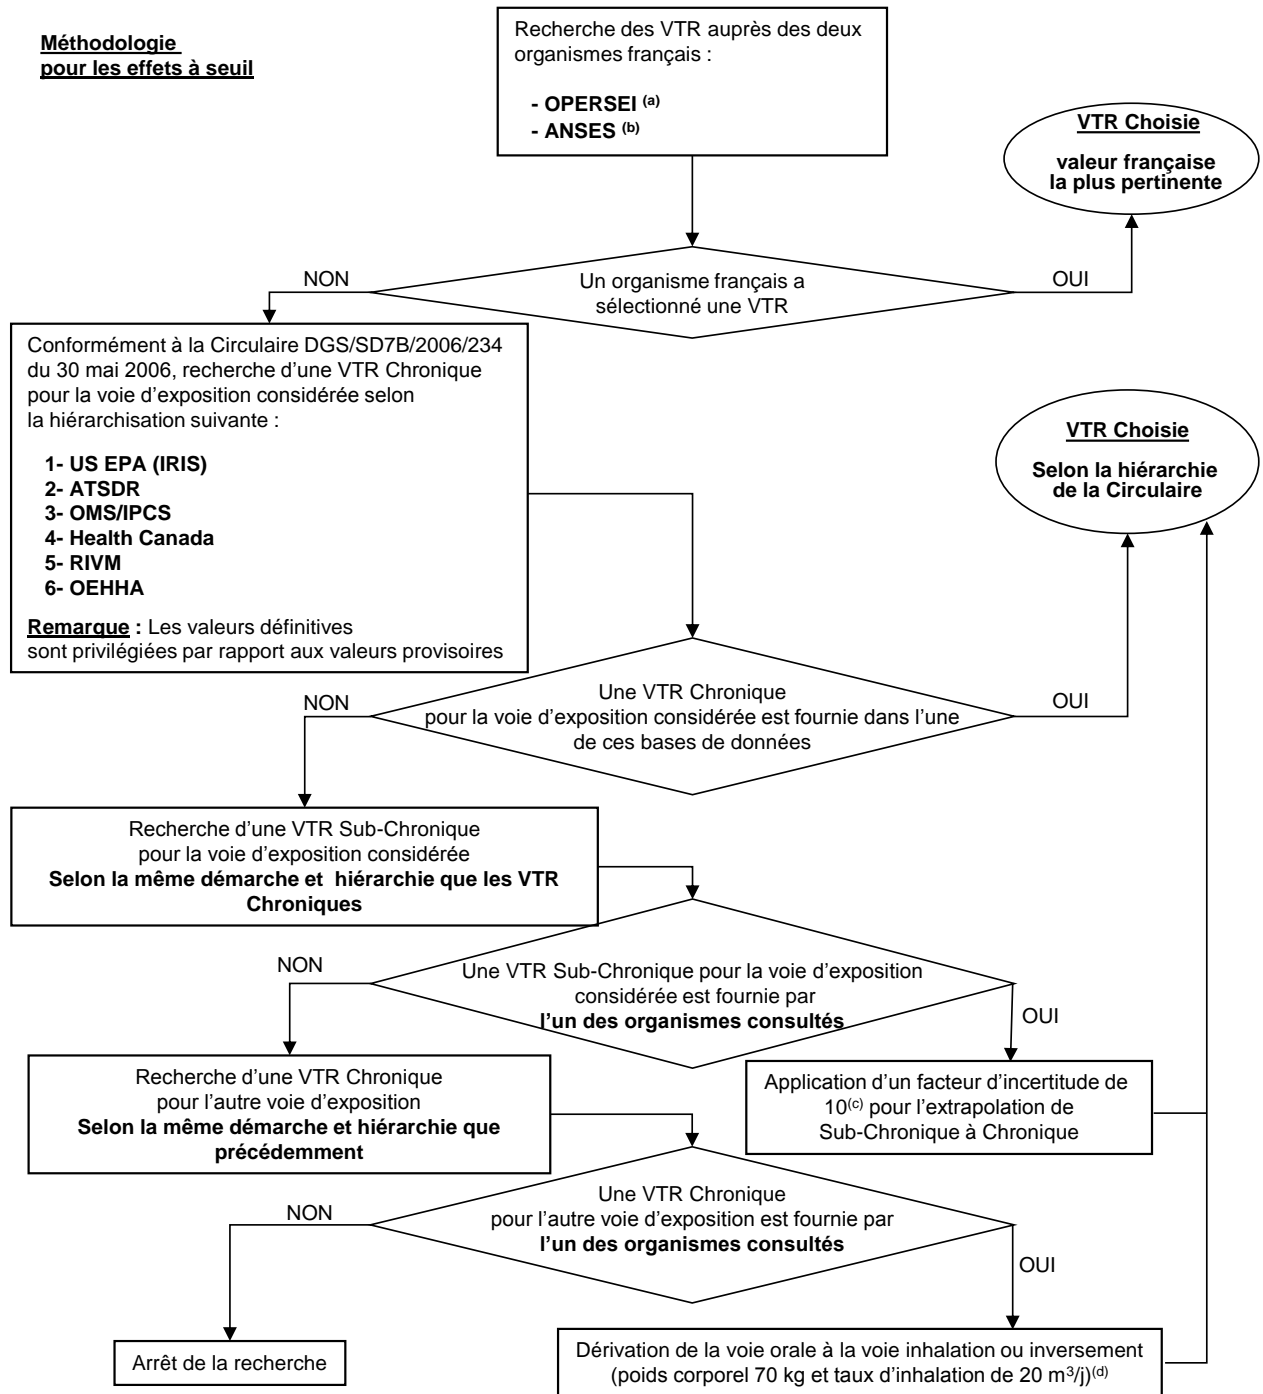 Méthodologie
pour les effets à seuil
Recherche des VTR auprès des deux
organismes français :
- OPERSEI (a)
- ANSES (b)
VTR Choisie
valeur française
la plus pertinente
NON
Un organisme français a
sélectionné une VTR
OUI
Conformément à la Circulaire DGS/SD7B/2006/234
du 30 mai 2006, recherche d'une VTR Chronique
pour la voie d'exposition considérée selon
la hiérarchisation suivante :
1- US EPA (IRIS)
2- ATSDR
3- OMS/IPCS
4- Health Canada
5- RIVM
6- OEHHA
Remarque : Les valeurs définitives
sont privilégiées par rapport aux valeurs provisoires
VTR Choisie
Selon la hiérarchie
de la Circulaire
NON
Une VTR Chronique
pour la voie d'exposition considérée est fournie dans l'une
de ces bases de données
OUI
Recherche d'une VTR Sub-Chronique
pour la voie d'exposition considérée
Selon la même démarche et hiérarchie que les VTR
Chroniques
NON
Une VTR Sub-Chronique pour la voie d'exposition
considérée est fournie par
l'un des organismes consultés
OUI
Recherche d'une VTR Chronique
pour l'autre voie d'exposition
Selon la même démarche et hiérarchie que
précédemment
Application d'un facteur d'incertitude de
10(c) pour l'extrapolation de
Sub-Chronique à Chronique
NON
Une VTR Chronique
pour l'autre voie d'exposition est fournie par
l'un des organismes consultés
OUI
Arrêt de la recherche
Dérivation de la voie orale à la voie inhalation ou inversement
(poids corporel 70 kg et taux d'inhalation de 20 m³/j)(d)